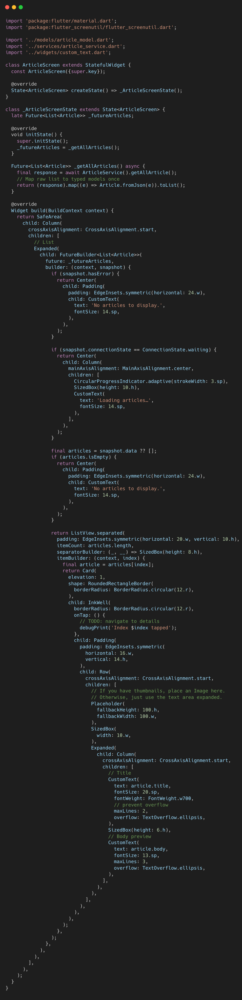 import 'package:flutter/material.dart';
import 'package:flutter_screenutil/flutter_screenutil.dart';

import '../models/article_model.dart';
import '../services/article_service.dart';
import '../widgets/custom_text.dart';

class ArticleScreen extends StatefulWidget {
  const ArticleScreen({super.key});

  @override
  State<ArticleScreen> createState() => _ArticleScreenState();
}

class _ArticleScreenState extends State<ArticleScreen> {
  late Future<List<Article>> _futureArticles;

  @override
  void initState() {
    super.initState();
    _futureArticles = _getAllArticles();
  }

  Future<List<Article>> _getAllArticles() async {
    final response = await ArticleService().getAllArticle();
    // Map raw list to typed models once
    return (response).map((e) => Article.fromJson(e)).toList();
  }

  @override
  Widget build(BuildContext context) {
    return SafeArea(
      child: Column(
        crossAxisAlignment: CrossAxisAlignment.start,
        children: [
          // List
          Expanded(
            child: FutureBuilder<List<Article>>(
              future: _futureArticles,
              builder: (context, snapshot) {
                if (snapshot.hasError) {
                  return Center(
                    child: Padding(
                      padding: EdgeInsets.symmetric(horizontal: 24.w),
                      child: CustomText(
                        text: 'No articles to display.',
                        fontSize: 14.sp,
                      ),
                    ),
                  );
                }

                if (snapshot.connectionState == ConnectionState.waiting) {
                  return Center(
                    child: Column(
                      mainAxisAlignment: MainAxisAlignment.center,
                      children: [
                        CircularProgressIndicator.adaptive(strokeWidth: 3.sp),
                        SizedBox(height: 10.h),
                        CustomText(
                          text: 'Loading articles…',
                          fontSize: 14.sp,
                        ),
                      ],
                    ),
                  );
                }

                final articles = snapshot.data ?? [];
                if (articles.isEmpty) {
                  return Center(
                    child: Padding(
                      padding: EdgeInsets.symmetric(horizontal: 24.w),
                      child: CustomText(
                        text: 'No articles to display.',
                        fontSize: 14.sp,
                      ),
                    ),
                  );
                }

                return ListView.separated(
                  padding: EdgeInsets.symmetric(horizontal: 20.w, vertical: 10.h),
                  itemCount: articles.length,
                  separatorBuilder: (_, __) => SizedBox(height: 8.h),
                  itemBuilder: (context, index) {
                    final article = articles[index];
                    return Card(
                      elevation: 1,
                      shape: RoundedRectangleBorder(
                        borderRadius: BorderRadius.circular(12.r),
                      ),
                      child: InkWell(
                        borderRadius: BorderRadius.circular(12.r),
                        onTap: () {
                          // TODO: navigate to details
                          debugPrint('Index $index tapped');
                        },
                        child: Padding(
                          padding: EdgeInsets.symmetric(
                            horizontal: 16.w,
                            vertical: 14.h,
                          ),
                          child: Row(
                            crossAxisAlignment: CrossAxisAlignment.start,
                            children: [
                              // If you have thumbnails, place an Image here.
                              // Otherwise, just use the text area expanded.
                              Placeholder(
                                fallbackHeight: 100.h,
                                fallbackWidth: 100.w,
                              ),
                              SizedBox(
                                width: 10.w,
                              ),
                              Expanded(
                                child: Column(
                                  crossAxisAlignment: CrossAxisAlignment.start,
                                  children: [
                                    // Title
                                    CustomText(
                                      text: article.title,
                                      fontSize: 20.sp,
                                      fontWeight: FontWeight.w700,
                                      // prevent overflow
                                      maxLines: 2,
                                      overflow: TextOverflow.ellipsis,
                                    ),
                                    SizedBox(height: 6.h),
                                    // Body preview
                                    CustomText(
                                      text: article.body,
                                      fontSize: 13.sp,
                                      maxLines: 3,
                                      overflow: TextOverflow.ellipsis,
                                    ),
                                  ],
                                ),
                              ),
                            ],
                          ),
                        ),
                      ),
                    );
                  },
                );
              },
            ),
          ),
        ],
      ),
    );
  }
}